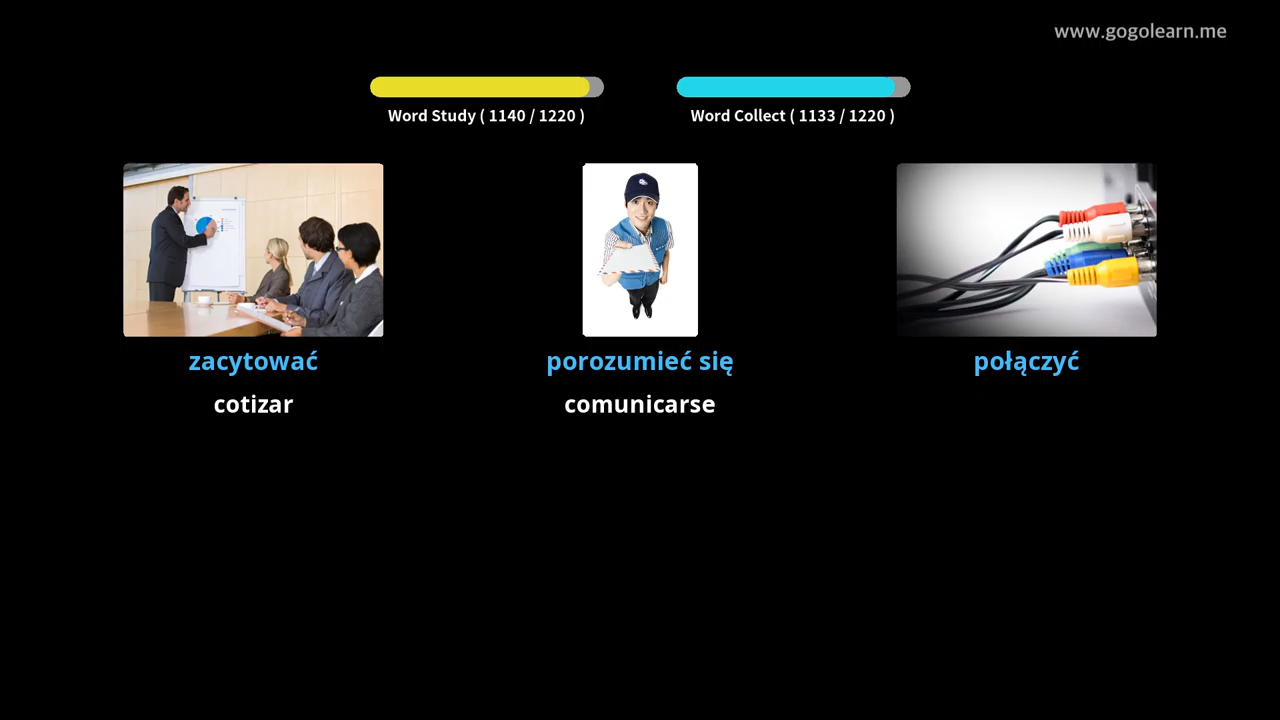 www.gogolearn.me
Word Study ( 1140 / 1220 )
Word Collect ( 1133 / 1220 )
zacytować
porozumieć się
połączyć
cotizar
comunicarse